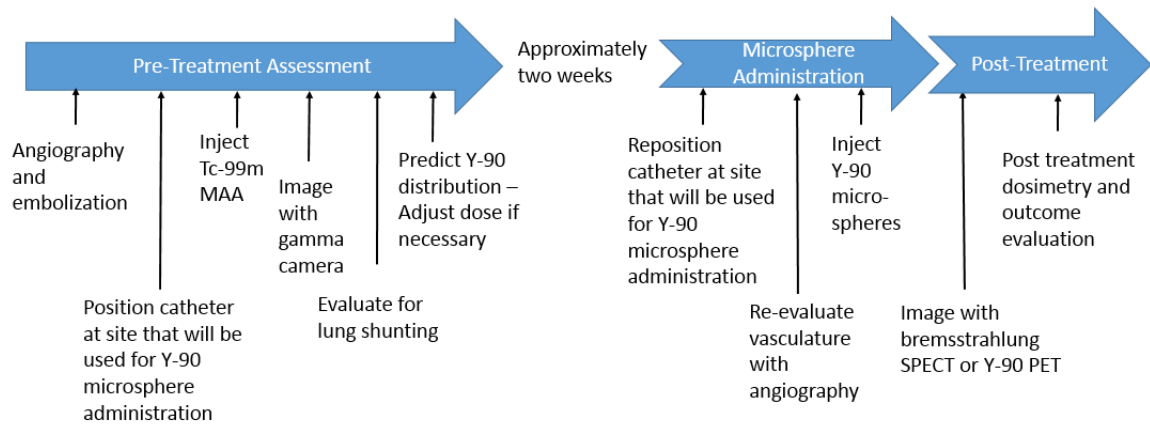 Pre-Treatment Assessment
Approximately
two weeks
Microsphere
Administration
Post-Treatment
Angiography
and
embolization
Position catheter
at site that will be
used for Y-90
microsphere
administration
Inject
Tc-99m
MAA
Image
with
gamma
camera
Evaluate for
lung shunting
Predict Y-90
distribution –
Adjust dose if
necessary
Reposition
catheter at site
that will be used
for Y-90
microsphere
administration
Re-evaluate
vasculature
with
angiography
Inject
Y-90
micro-
spheres
Image with
bremsstrahlung
SPECT or Y-90 PET
Post treatment
dosimetry and
outcome
evaluation